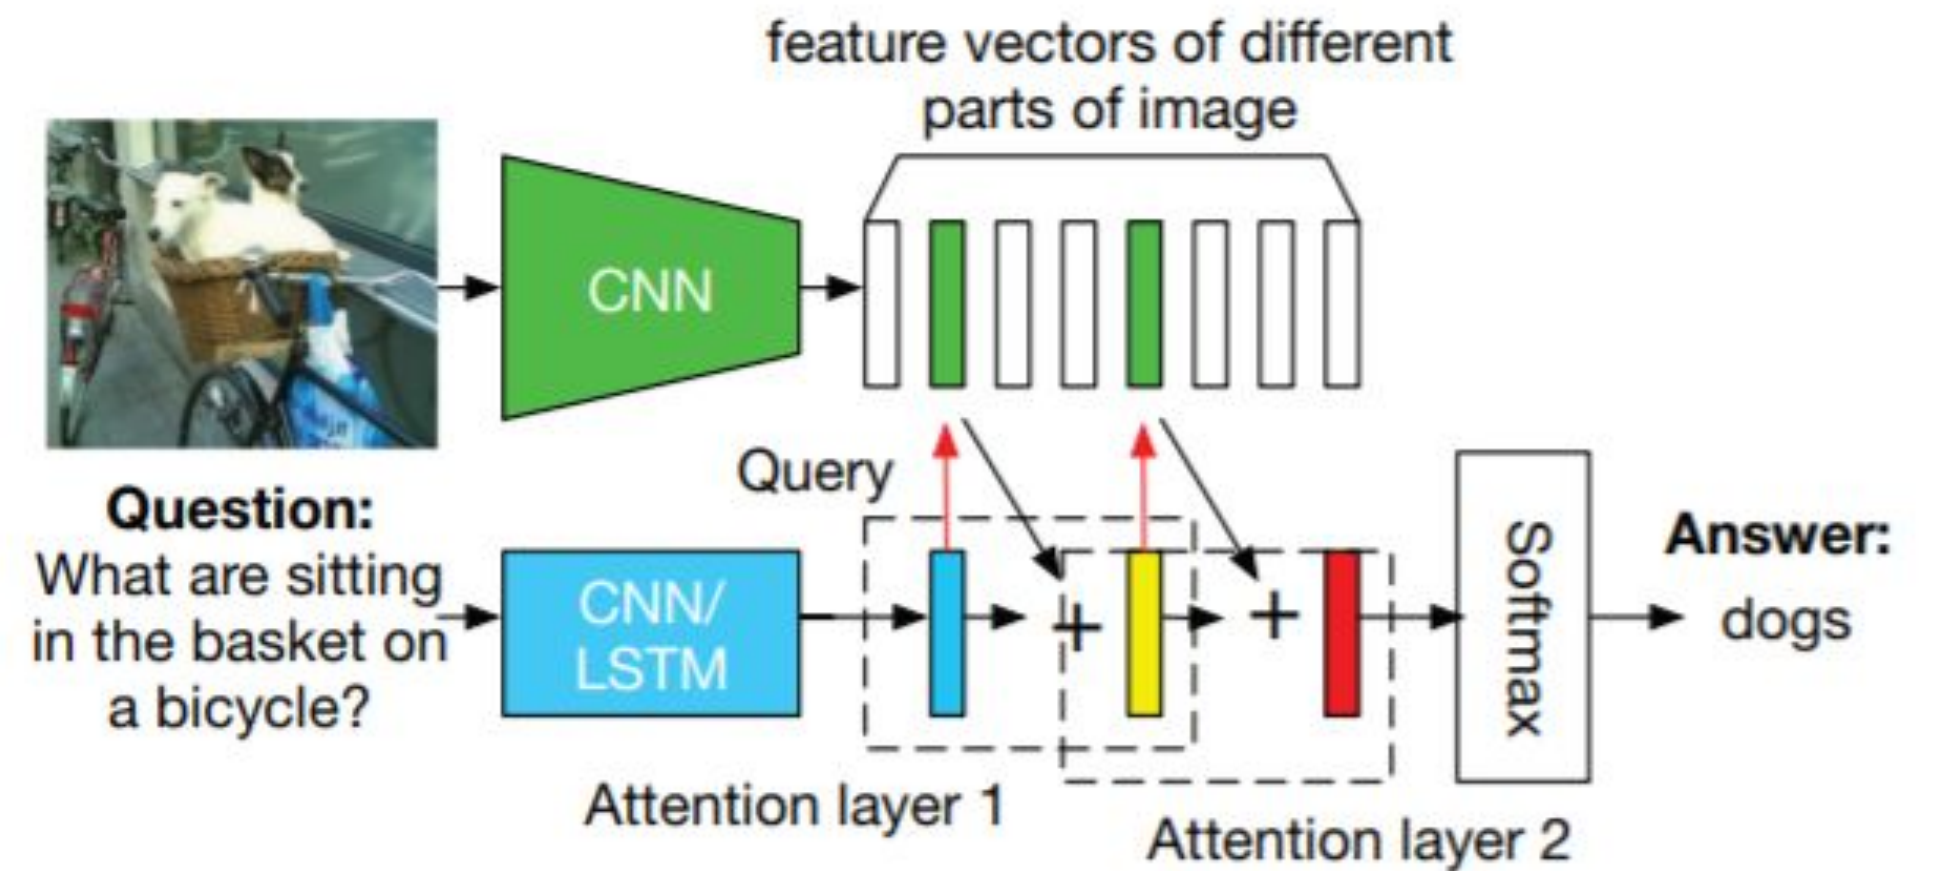 feature vectors of different
parts of image
CNN
Query
Question:
What are sitting
in the basket on
a bicycle?
CNN/
LSTM
+
+
Softmax
Answer:
dogs
Attention layer 1
Attention layer 2